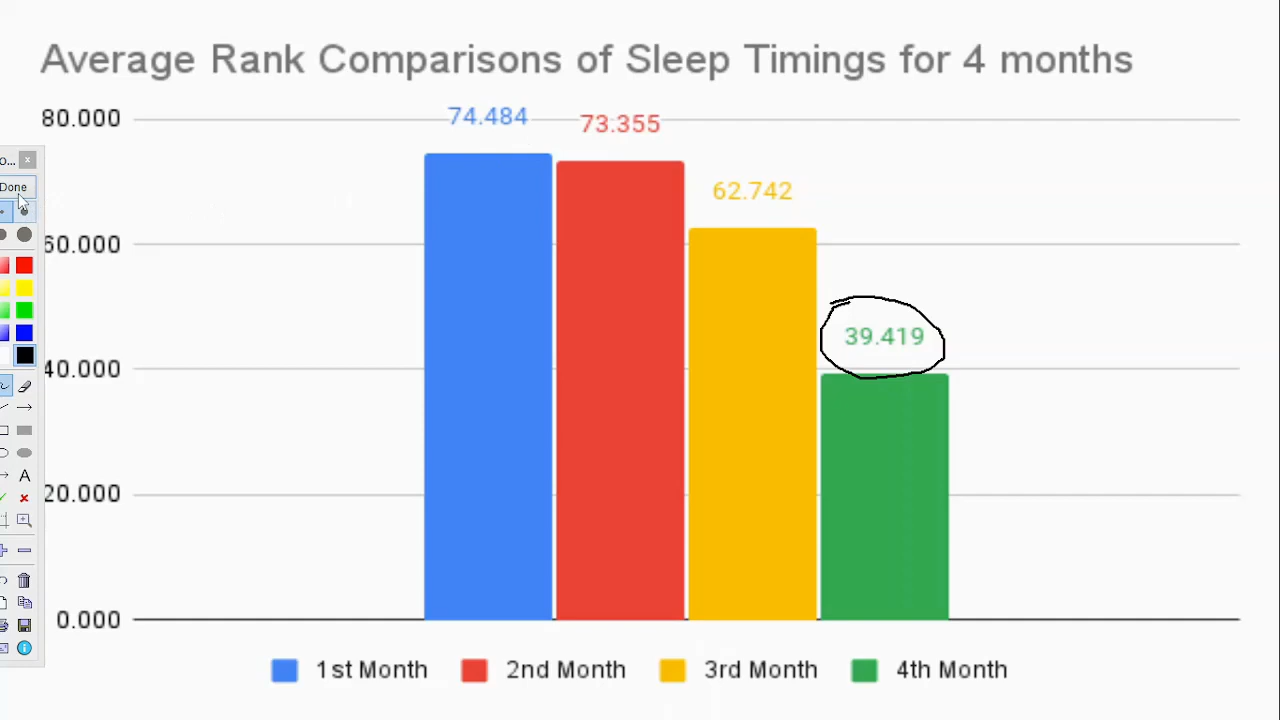 Average Rank Comparisons of Sleep Timings for 4 months
80.000
74.484
73.355
o...
Done
62.742
60.000
39.419
40.000
A
20.000
0.000
1st Month 2nd Month 3rd Month 4th Month